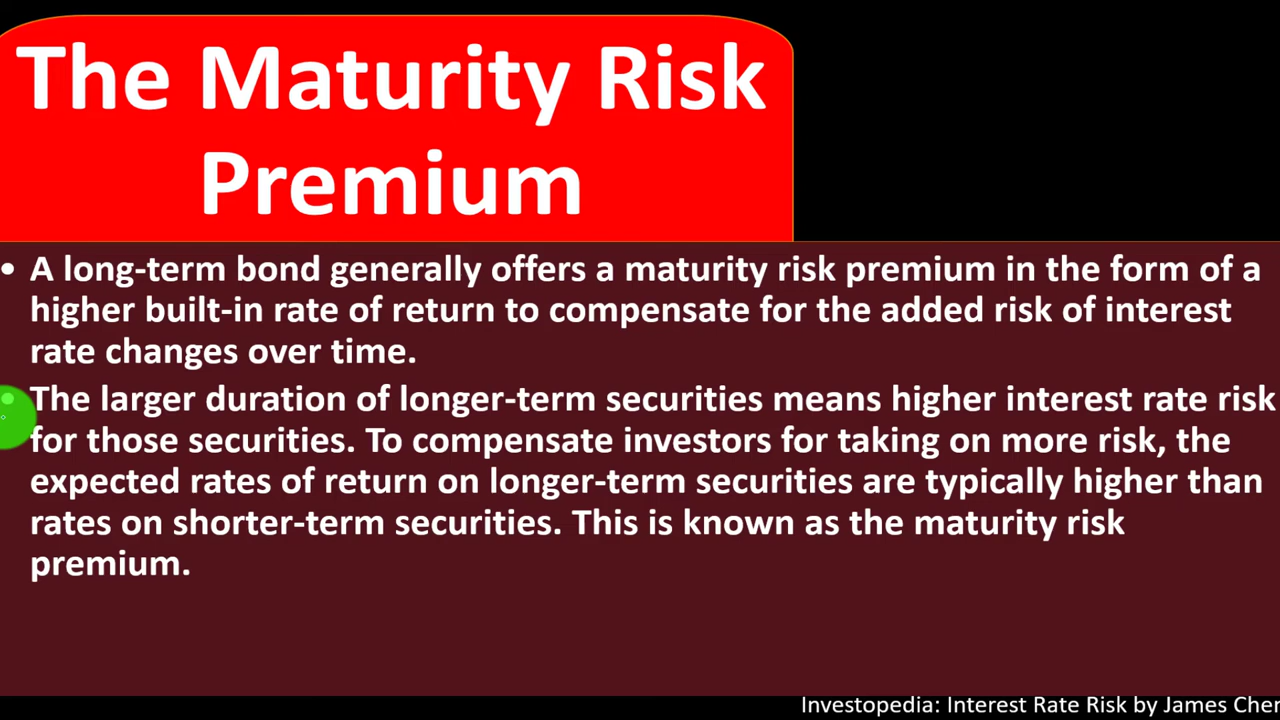 The Maturity Risk
Premium
• A long-term bond generally offers a maturity risk premium in the form of a
higher built-in rate of return to compensate for the added risk of interest
rate changes over time.
• The larger duration of longer-term securities means higher interest rate risk
for those securities. To compensate investors for taking on more risk, the
expected rates of return on longer-term securities are typically higher than
rates on shorter-term securities. This is known as the maturity risk
premium.
Investopedia: Interest Rate Risk by James Cher